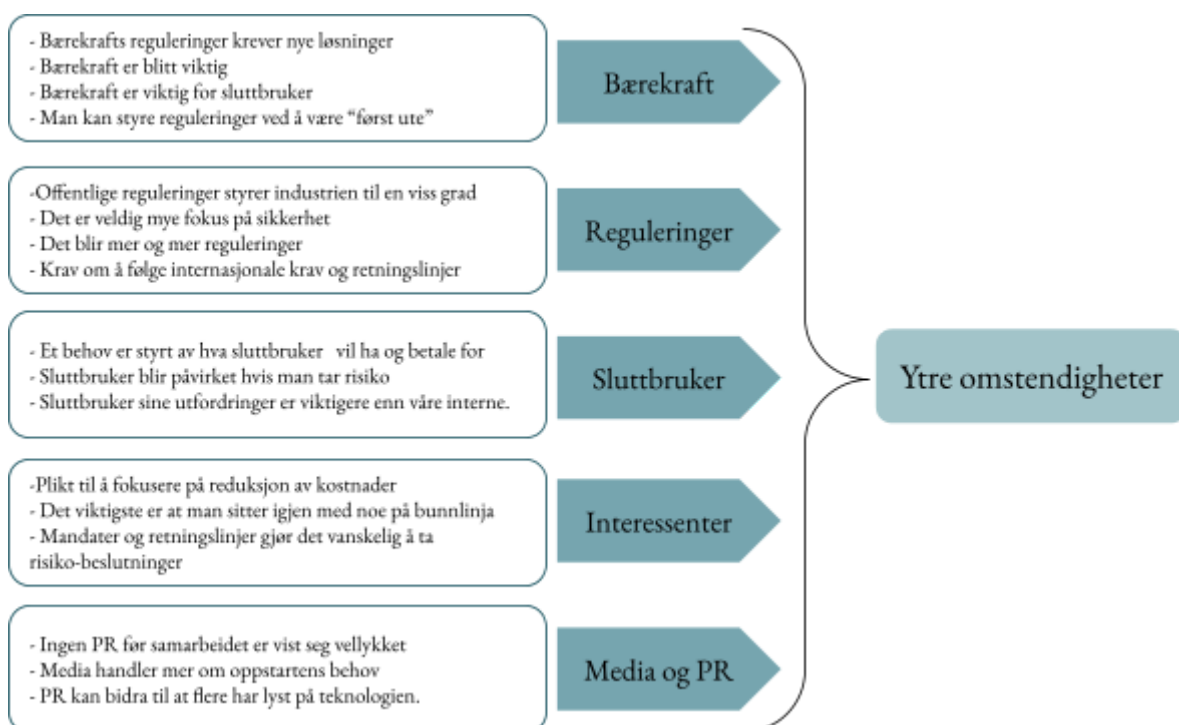 - Bærekrafts reguleringer krever nye løsninger
- Bærekraft er blitt viktig
- Bærekraft er viktig for sluttbruker
- Man kan styre reguleringer ved å være “først ute”
Bærekraft
-Offentlige reguleringer styrer industrien til en viss grad
- Det er veldig mye fokus på sikkerhet
- Det blir mer og mer reguleringer
- Krav om å følge internasjonale krav og retningslinjer
Reguleringer
- Et behov er styrt av hva sluttbruker vil ha og betale for
- Sluttbruker blir påvirket hvis man tar risiko
- Sluttbruker sine utfordringer er viktigere enn våre interne.
Sluttbruker
Ytre omstendigheter
-Plikt til å fokusere på reduksjon av kostnader
- Det viktigste er at man sitter igjen med noe på bunnlinja
- Mandater og retningslinjer gjør det vanskelig å ta
risiko-beslutninger
Interessenter
- Ingen PR før samarbeidet er vist seg vellykket
- Media handler mer om oppstartens behov
- PR kan bidra til at flere har lyst på teknologien.
Media og PR